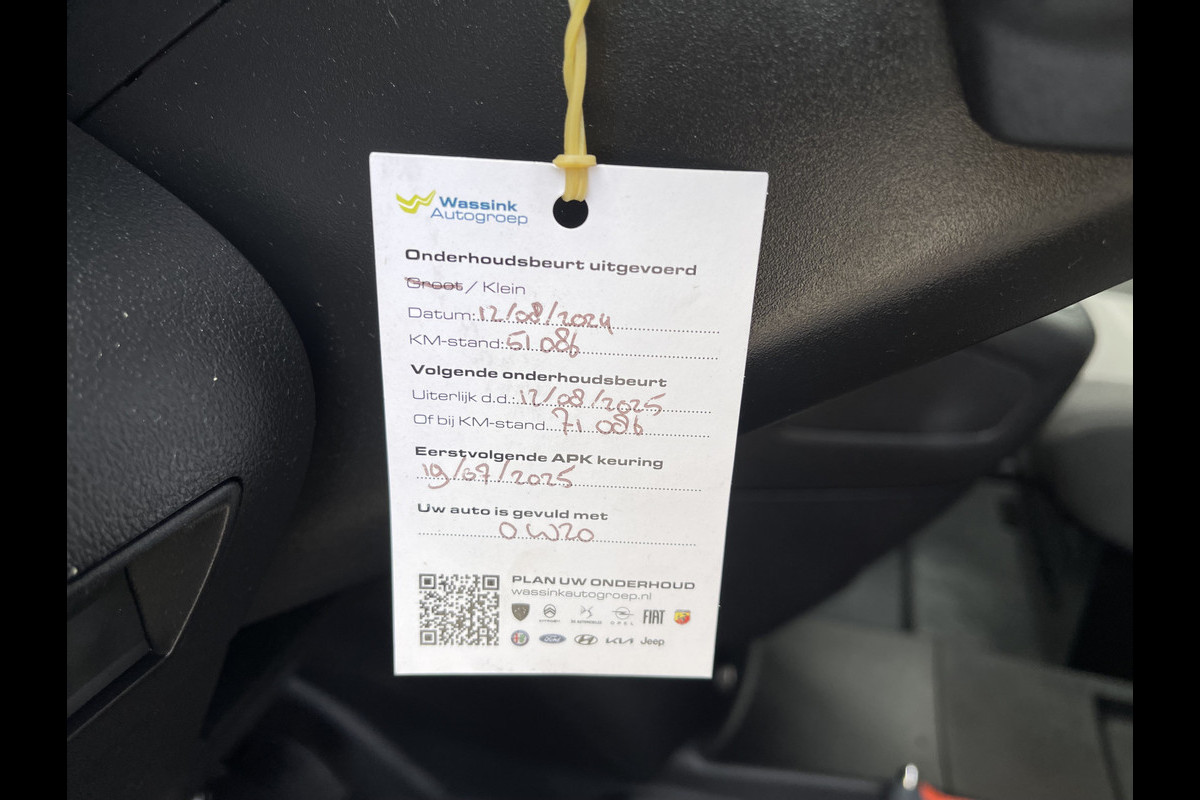 Wassink
Autogroep
Onderhoudsbeurt uitgevoerd
Groot / Klein
Datum: 12/08/2024
KM-stand: 51 086
Volgende onderhoudsbeurt
Uiterlijk d.d.: 12/08/2025
Of bij KM-stand 71 086
Eerstvolgende APK keuring
19/07/2025
Uw auto is gevuld met
0W20
PLAN UW ONDERHOUD
wassinkautogroep.nl
OPEL FIAT
Ford KIA Jeep